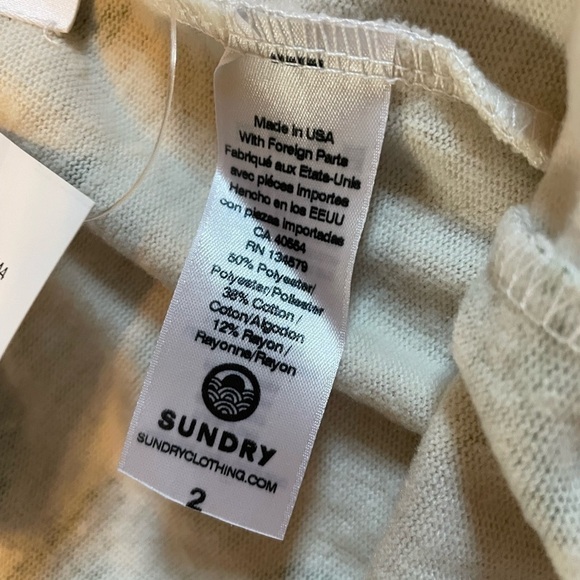 Made in USA
With Foreign Parts
Fabriqué aux Etats-Unis
avec pièces importes
Hencho en los EEUU
con piezas importadas
CA 40554
RN 134879
50% Polyester/
Polyester/Poliester
38% Cotton /
Coton/Algodon
12% Rayon /
Rayonne/Rayon
SUNDRY
SUNDRYCLOTHING.COM
2